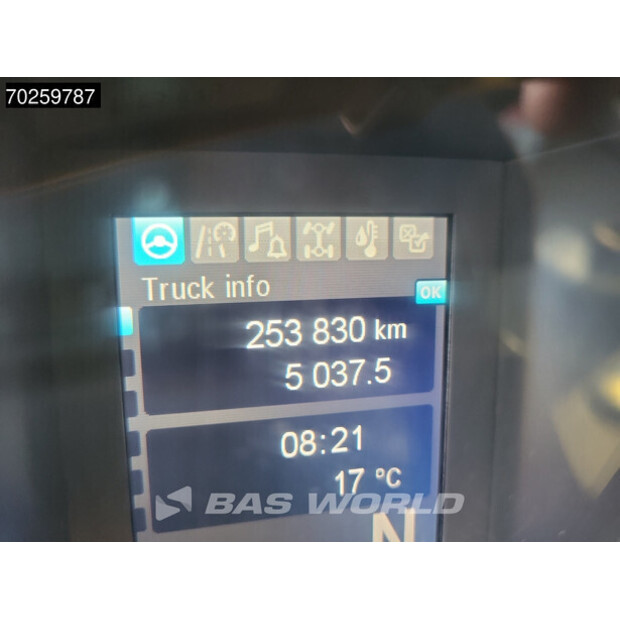 70259787
Truck info
OK
253 830 km
5 037.5
08:21
17 °C
BAS WORLD
N